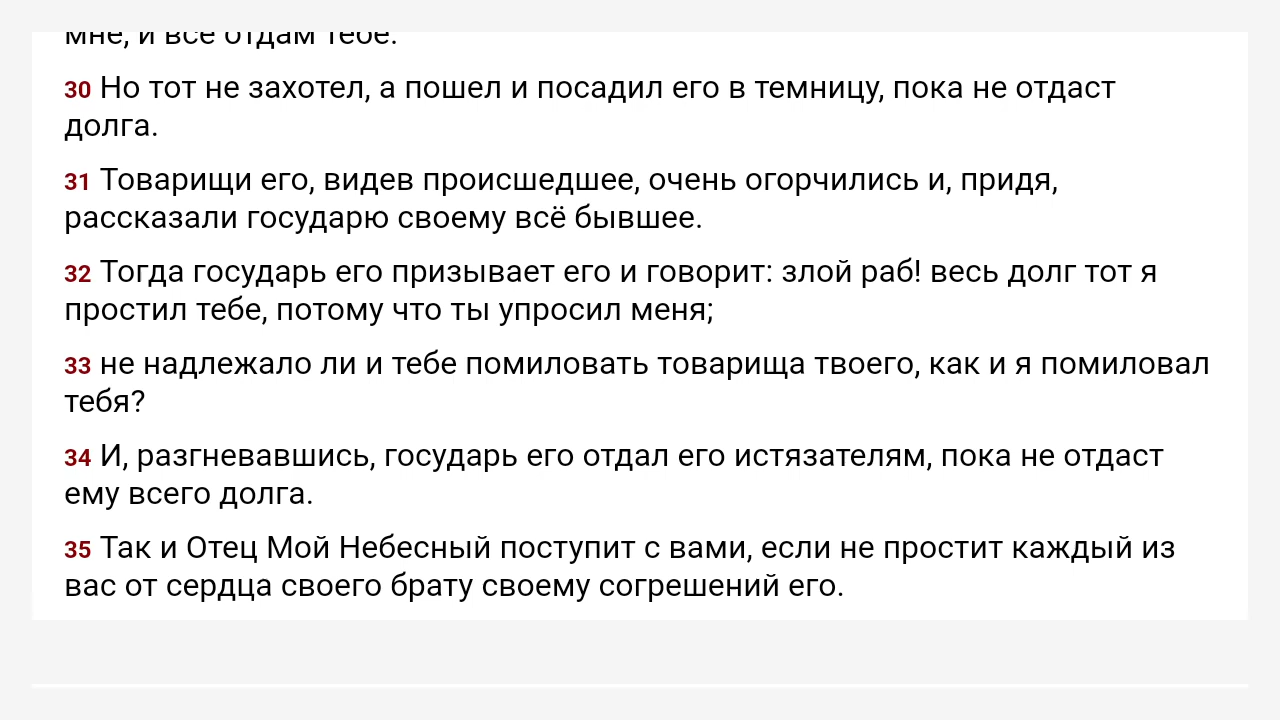 мне, и всё отдам тебе.
30 Но тот не захотел, а пошел и посадил его в темницу, пока не отдаст
долга.
31 Товарищи его, видев происшедшее, очень огорчились и, придя,
рассказали государю своему всё бывшее.
32 Тогда государь его призывает его и говорит: злой раб! весь долг тот я
простил тебе, потому что ты упросил меня;
33 не надлежало ли и тебе помиловать товарища твоего, как и я помиловал
тебя?
34 И, разгневавшись, государь его отдал его истязателям, пока не отдаст
ему всего долга.
35 Так и Отец Мой Небесный поступит с вами, если не простит каждый из
вас от сердца своего брату своему согрешений его.